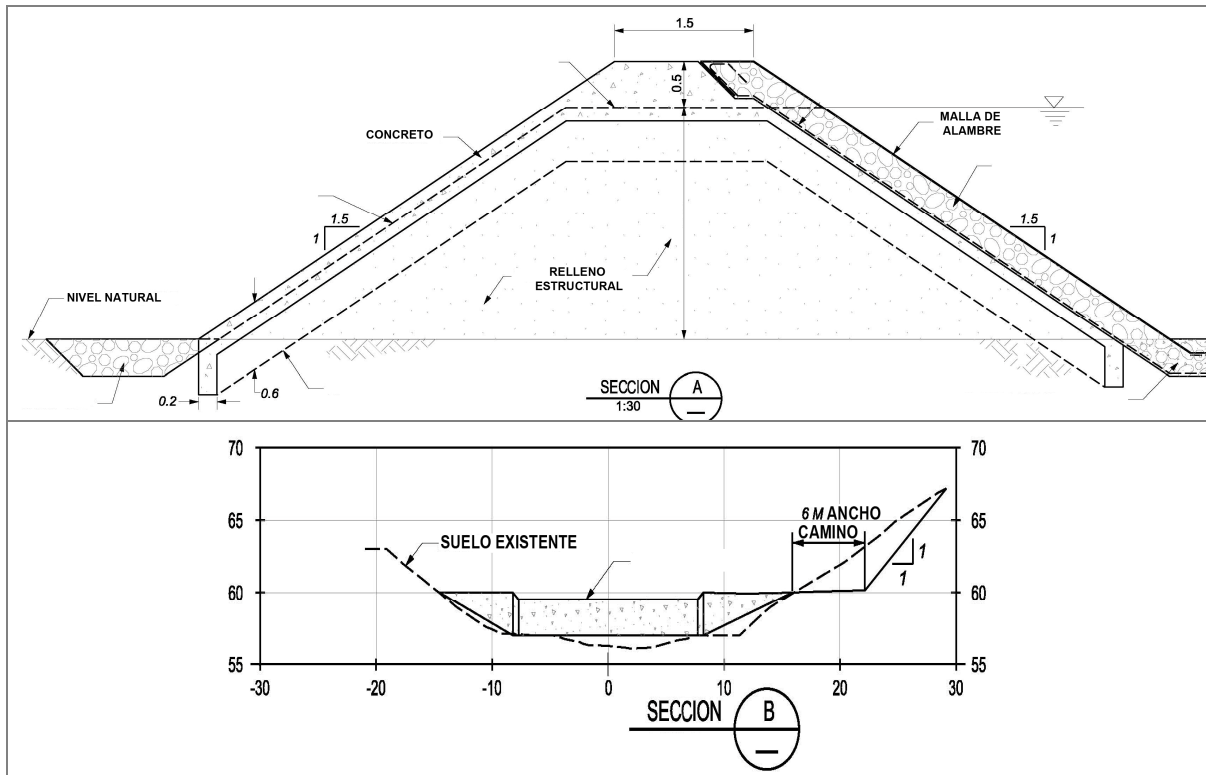 1.5
0.5
CONCRETO
MALLA DE
ALAMBRE
1.5
1
1.5
1
RELLENO
ESTRUCTURAL
NIVEL NATURAL
0.2
0.6
SECCION
A
1:30
70
70
6 M ANCHO
CAMINO
65
65
SUELO EXISTENTE
1
1
60
60
55
55
-30
-20
-10
0
10
20
30
SECCION
B